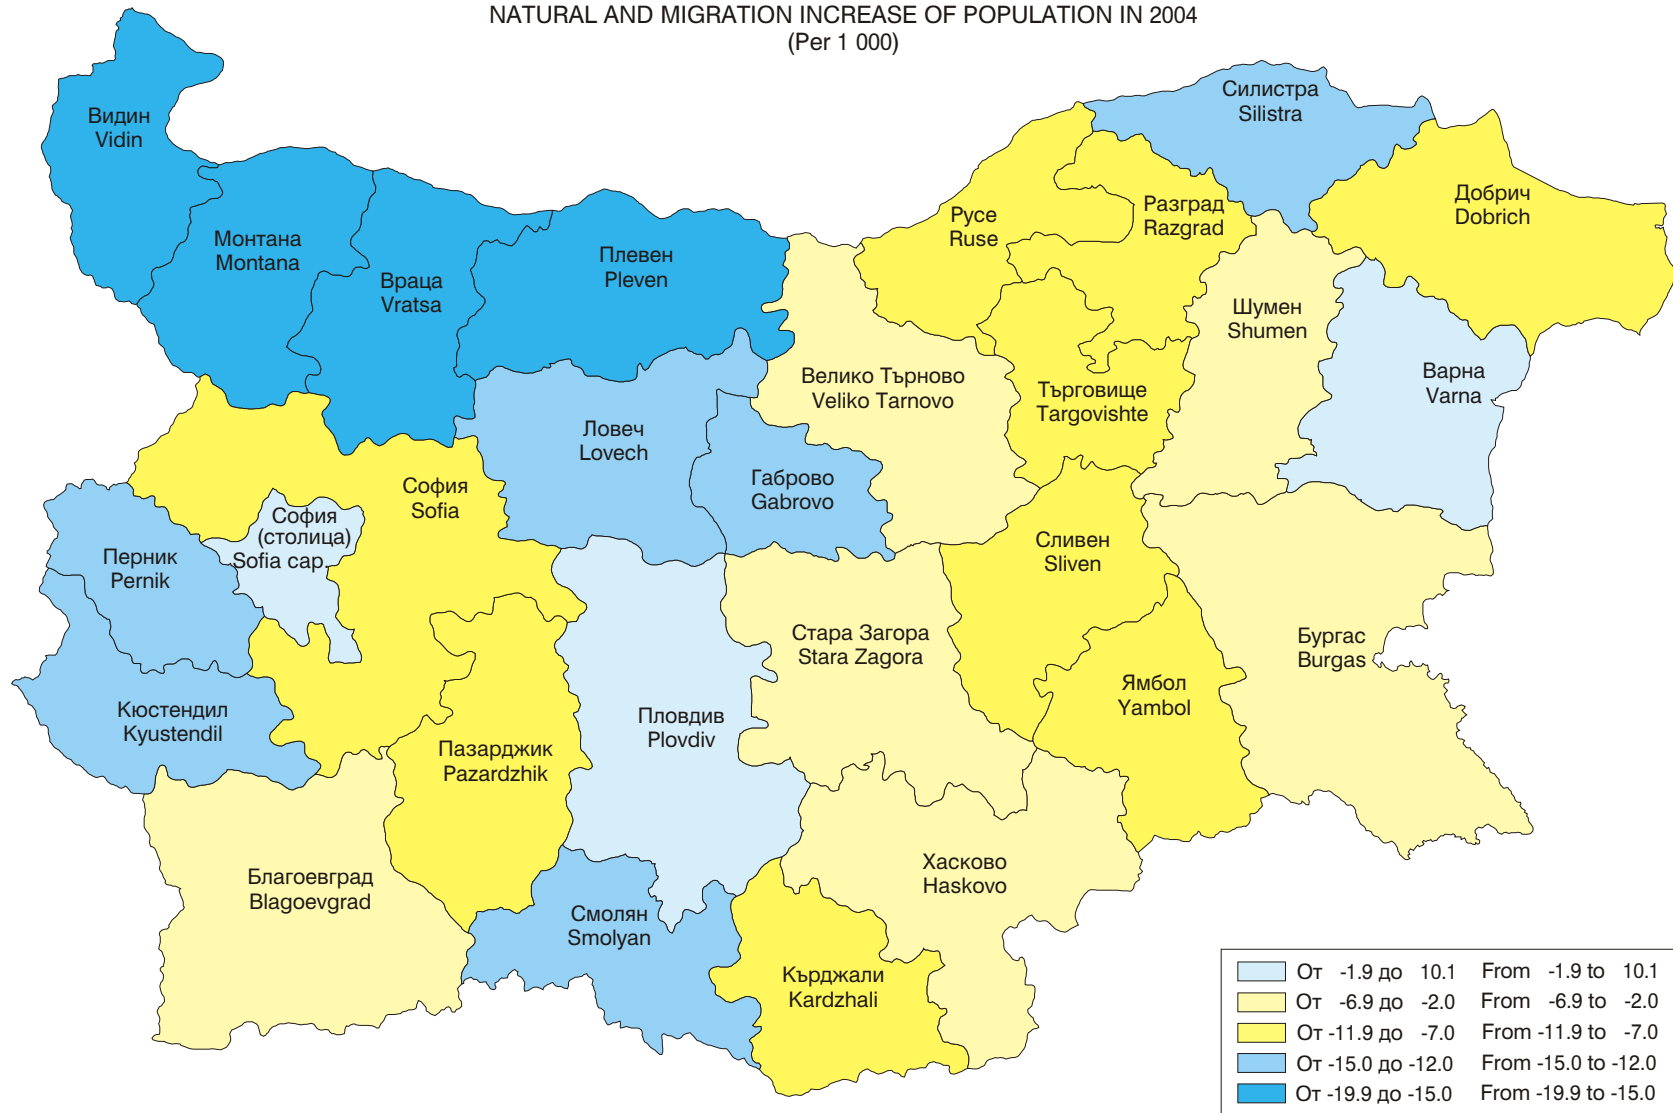 NATURAL AND MIGRATION INCREASE OF POPULATION IN 2004
(Per 1 000)
Видин
Vidin
Силистра
Silistra
Добрич
Dobrich
Разград
Razgrad
Русе
Ruse
Монтана
Montana
Плевен
Pleven
Враца
Vratsa
Шумен
Shumen
Варна
Varna
Велико Търново
Veliko Tarnovo
Търговище
Targovishte
Ловеч
Lovech
Габрово
Gabrovo
София
Sofia
София
(столица)
Sofia cap.
Перник
Pernik
Сливен
Sliven
Стара Загора
Stara Zagora
Бургас
Burgas
Ямбол
Yambol
Кюстендил
Kyustendil
Пловдив
Plovdiv
Пазарджик
Pazardzhik
Хасково
Haskovo
Благоевград
Blagoevgrad
Смолян
Smolyan
Кърджали
Kardzhali
От -1.9 до 10.1 From -1.9 to 10.1
От -6.9 до -2.0 From -6.9 to -2.0
От -11.9 до -7.0 From -11.9 to -7.0
От -15.0 до -12.0 From -15.0 to -12.0
От -19.9 до -15.0 From -19.9 to -15.0